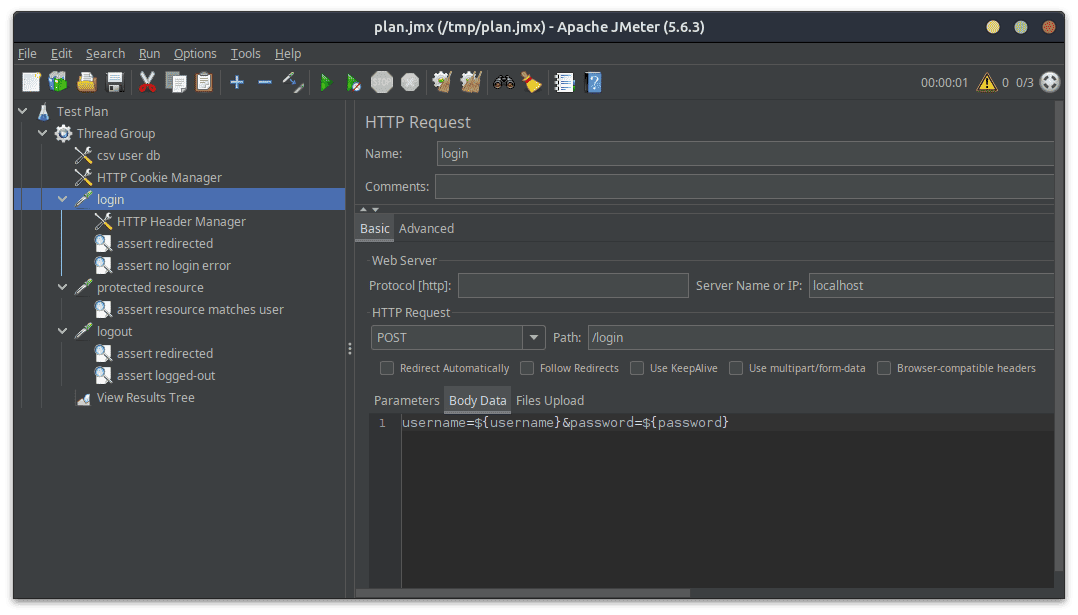 plan.jmx (/tmp/plan.jmx) - Apache JMeter (5.6.3)
File Edit Search Run Options Tools Help
STOP
00:00:01 0 0/3
Test Plan
Thread Group
csv user db
HTTP Cookie Manager
login
HTTP Header Manager
assert redirected
assert no login error
protected resource
assert resource matches user
logout
assert redirected
assert logged-out
View Results Tree
HTTP Request
Name: login
Comments:
Basic Advanced
Web Server
Protocol [http]: Server Name or IP: localhost
HTTP Request
POST Path: /login
Redirect Automatically Follow Redirects Use KeepAlive Use multipart/form-data Browser-compatible headers
Parameters Body Data Files Upload
1 username=${username}&password=${password}